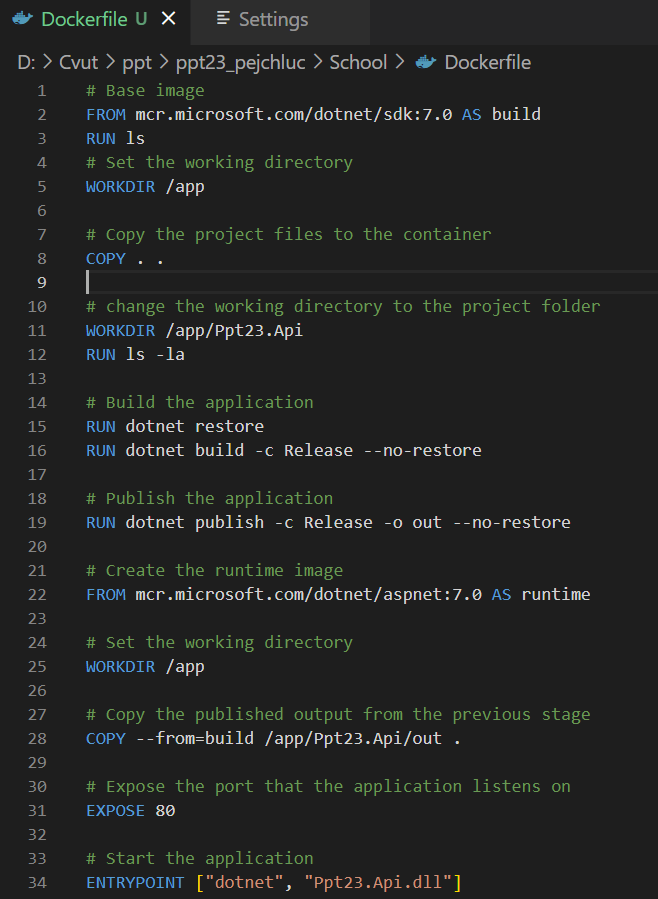 Dockerfile U
Settings
D: > Cvut > ppt > ppt23_pejchluc > School > Dockerfile
1 # Base image
2 FROM mcr.microsoft.com/dotnet/sdk:7.0 AS build
3 RUN ls
4 # Set the working directory
5 WORKDIR /app
6
7 # Copy the project files to the container
8 COPY . .
9
10 # change the working directory to the project folder
11 WORKDIR /app/Ppt23.Api
12 RUN ls -la
13
14 # Build the application
15 RUN dotnet restore
16 RUN dotnet build -c Release --no-restore
17
18 # Publish the application
19 RUN dotnet publish -c Release -o out --no-restore
20
21 # Create the runtime image
22 FROM mcr.microsoft.com/dotnet/aspnet:7.0 AS runtime
23
24 # Set the working directory
25 WORKDIR /app
26
27 # Copy the published output from the previous stage
28 COPY --from=build /app/Ppt23.Api/out .
29
30 # Expose the port that the application listens on
31 EXPOSE 80
32
33 # Start the application
34 ENTRYPOINT ["dotnet", "Ppt23.Api.dll"]